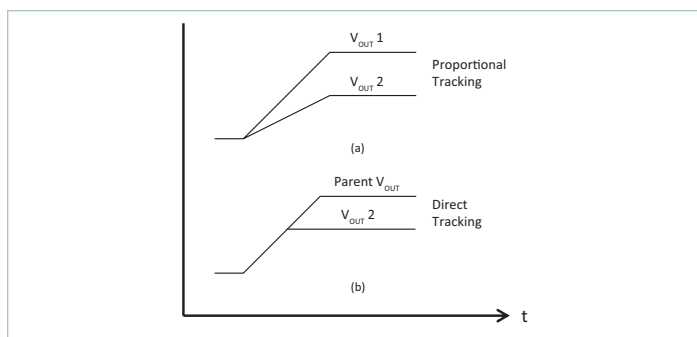 V_OUT 1
V_OUT 2
Proportional
Tracking
(a)
Parent V_OUT
V_OUT 2
Direct
Tracking
(b)
t